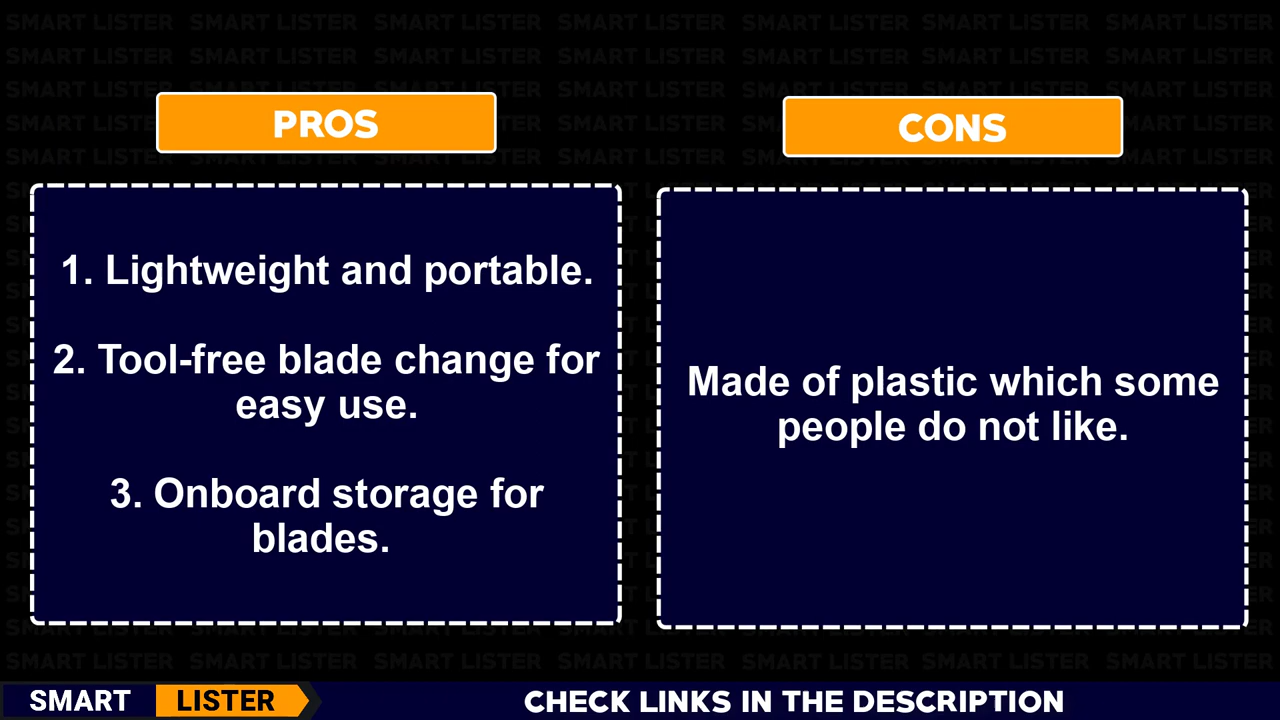 PROS
CONS
1. Lightweight and portable.
2. Tool-free blade change for
easy use.
3. Onboard storage for
blades.
Made of plastic which some
people do not like.
SMART LISTER
CHECK LINKS IN THE DESCRIPTION